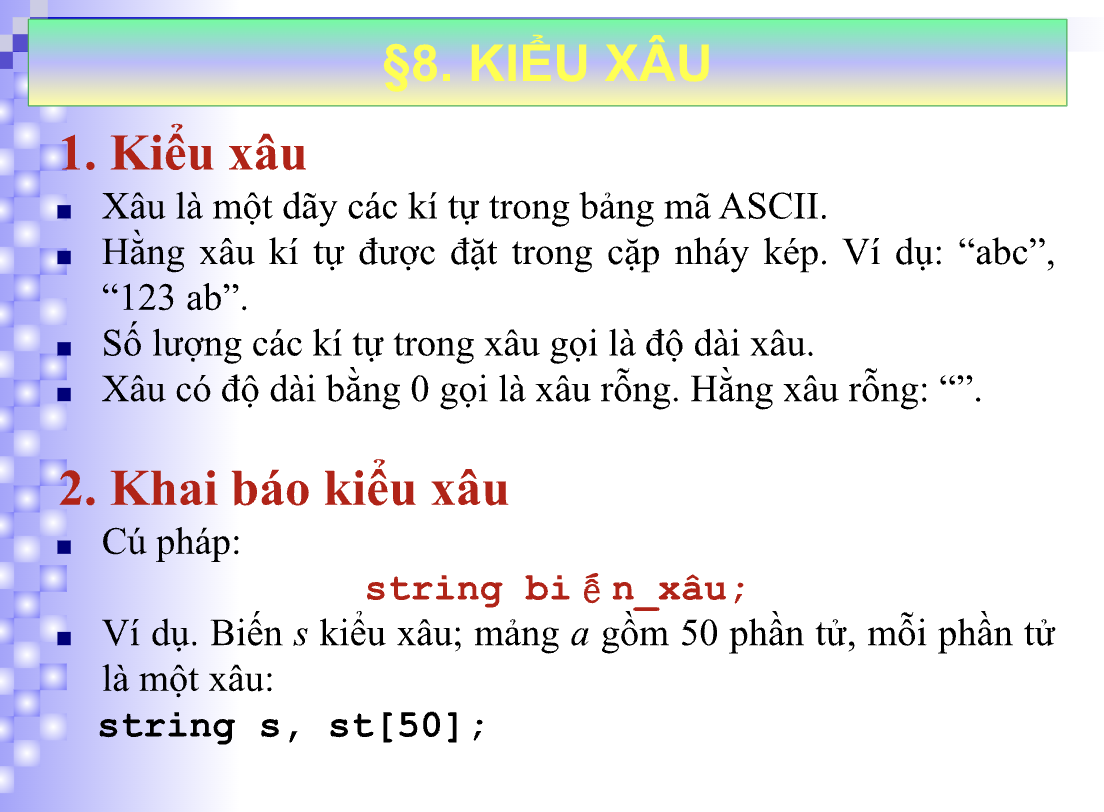 §8. KIỂU XÂU
1. Kiểu xâu
Xâu là một dãy các kí tự trong bảng mã ASCII.
Hằng xâu kí tự được đặt trong cặp nháy kép. Ví dụ: “abc”,
“123 ab”.
Số lượng các kí tự trong xâu gọi là độ dài xâu.
Xâu có độ dài bằng 0 gọi là xâu rỗng. Hằng xâu rỗng: “”.
2. Khai báo kiểu xâu
Cú pháp:
string biến_xâu;
Ví dụ. Biến s kiểu xâu; mảng a gồm 50 phần tử, mỗi phần tử
là một xâu:
string s, st[50];